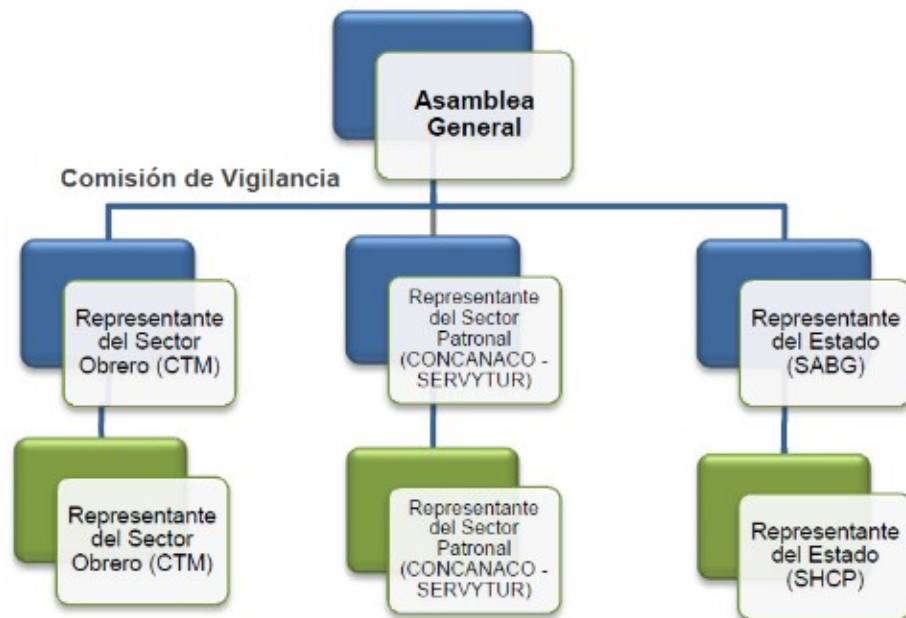 Asamblea
General
Comisión de Vigilancia
Representante
del Sector
Obrero (CTM)
Representante
del Sector
Patronal
(CONCANACO -
SERVYTUR)
Representante
del Estado
(SABG)
Representante
del Sector
Obrero (CTM)
Representante
del Sector
Patronal
(CONCANACO -
SERVYTUR)
Representante
del Estado
(SHCP)